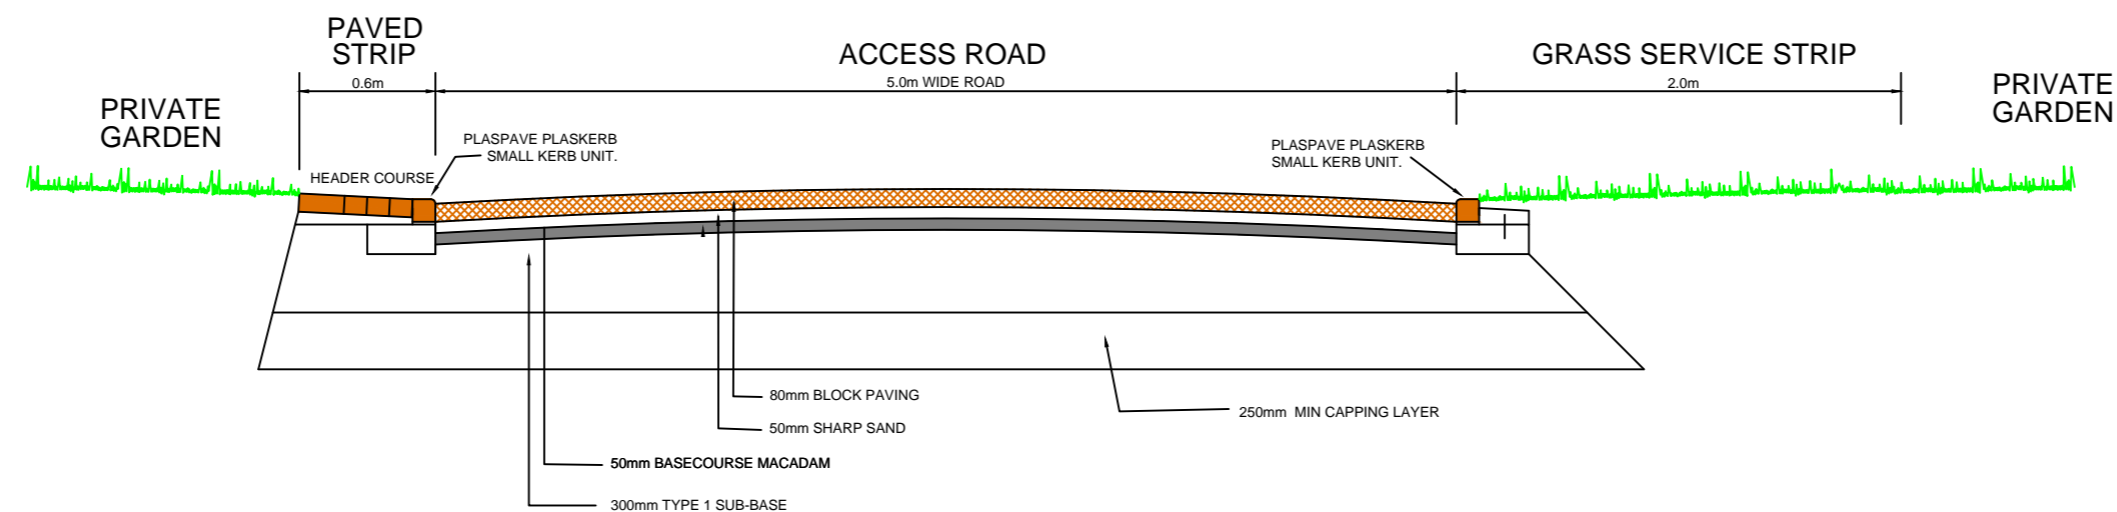 PAVED
STRIP
ACCESS ROAD
GRASS SERVICE STRIP
0.6m
5.0m WIDE ROAD
2.0m
PRIVATE
GARDEN
PRIVATE
GARDEN
PLASPAVE PLASKERB
SMALL KERB UNIT.
PLASPAVE PLASKERB
SMALL KERB UNIT.
HEADER COURSE
80mm BLOCK PAVING
250mm MIN CAPPING LAYER
50mm SHARP SAND
50mm BASECOURSE MACADAM
300mm TYPE 1 SUB-BASE